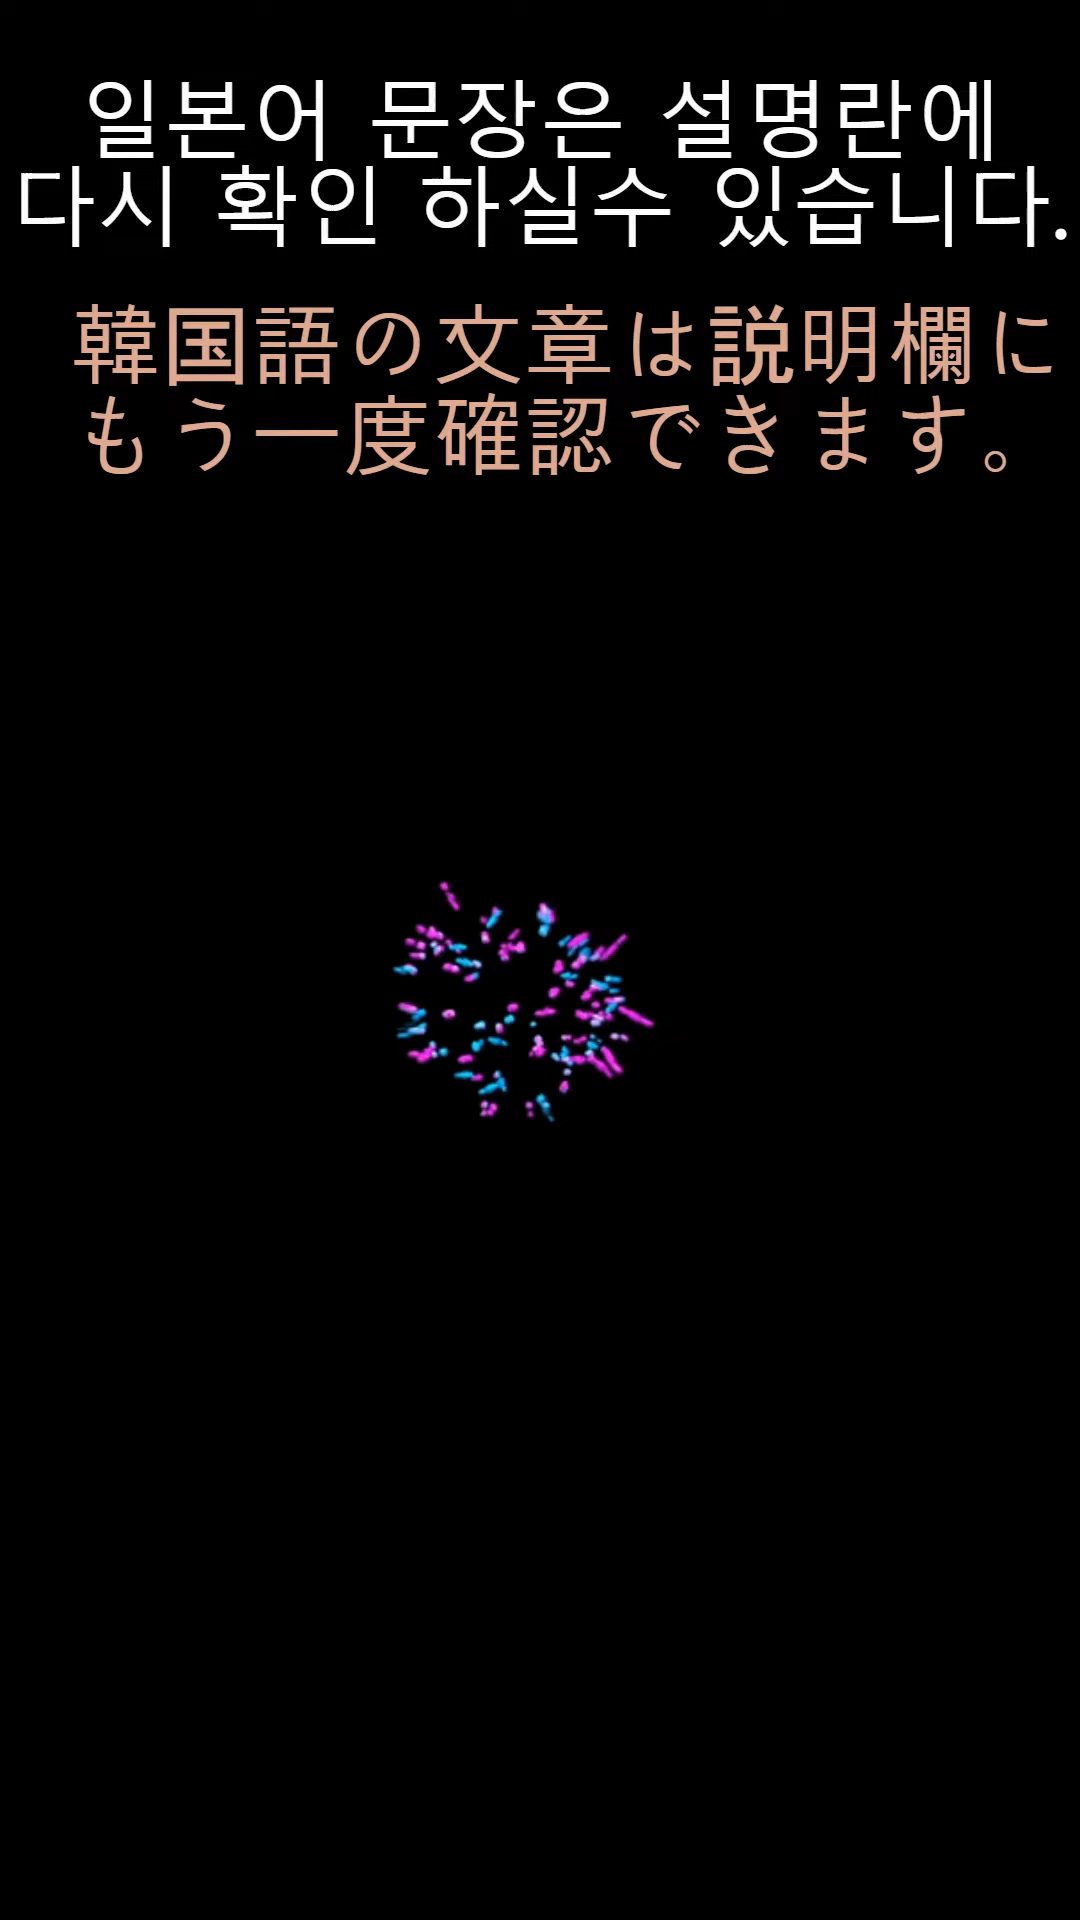 일본어 문장은 설명란에
다시 확인 하실수 있습니다.
韓国語の文章は説明欄に
もう一度確認できます。